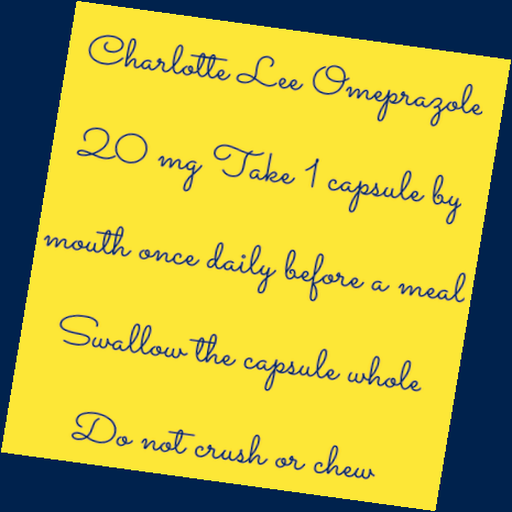 Charlotte Lee Omeprazole
20 mg Take 1 capsule by
mouth once daily before a meal
Swallow the capsule whole
Do not crush or chew